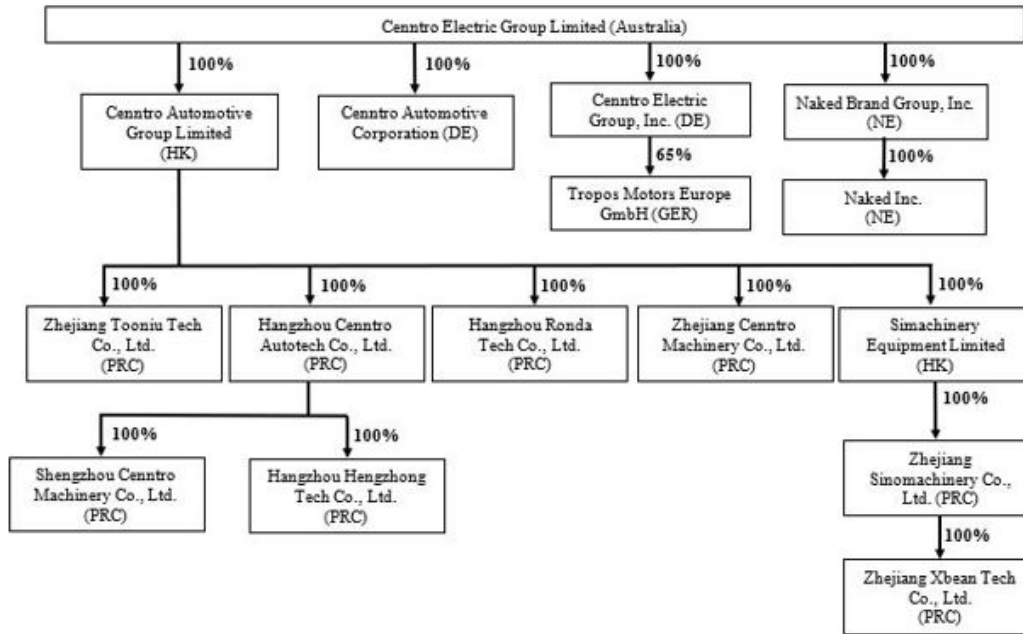 Cenntro Electric Group Limited (Australia)
100%
100%
100%
100%
Cenntro Automotive
Group Limited
(HK)
Cenntro Automotive
Corporation (DE)
Cenntro Electric
Group, Inc. (DE)
Naked Brand Group, Inc.
(NE)
65%
100%
Tropos Motors Europe
GmbH (GER)
Naked Inc.
(NE)
100%
100%
100%
100%
100%
Zhejiang Tooniu Tech
Co., Ltd.
(PRC)
Hangzhou Cenntro
Autotech Co., Ltd.
(PRC)
Hangzhou Ronda
Tech Co., Ltd.
(PRC)
Zhejiang Cenntro
Machinery Co., Ltd.
(PRC)
Simachinery
Equipment Limited
(HK)
100%
100%
100%
Shengzhou Cenntro
Machinery Co., Ltd.
(PRC)
Hangzhou Hengzhong
Tech Co., Ltd.
(PRC)
Zhejiang
Sinomachinery Co.,
Ltd. (PRC)
100%
Zhejiang Xbean Tech
Co., Ltd.
(PRC)